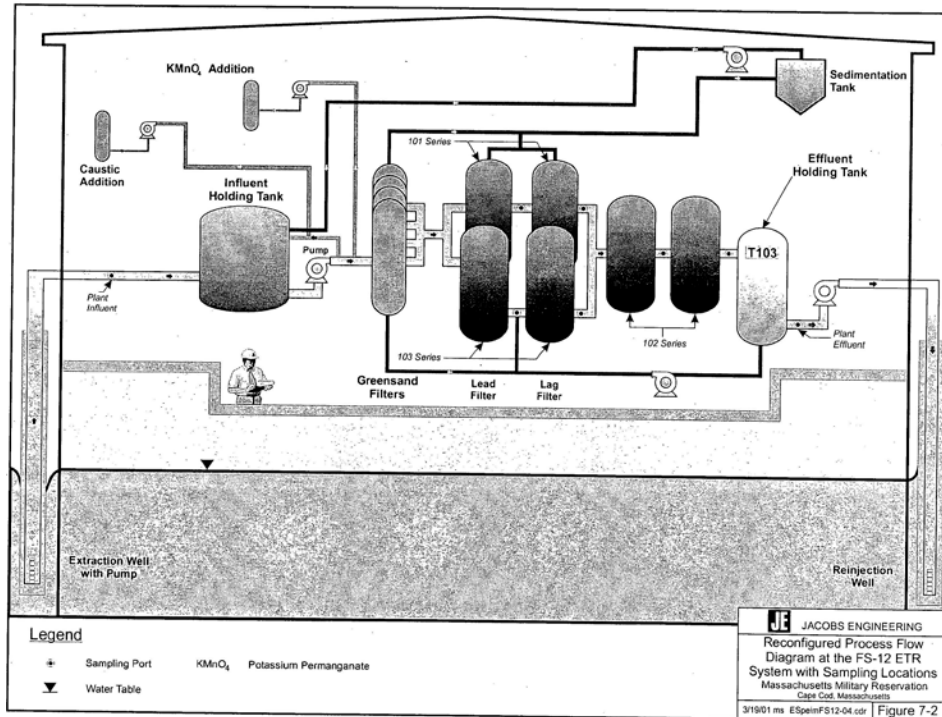 KMnO₄ Addition
Sedimentation
Tank
101 Series
Caustic
Addition
Influent
Holding Tank
Effluent
Holding Tank
Pump
T103
Plant
Influent
103 Series
102 Series
Plant
Effluent
Greensand
Filters
Lead
Filter
Lag
Filter
Extraction Well
with Pump
Reinjection
Well
Legend
Sampling Port
KMnO₄ Potassium Permanganate
Water Table
JE JACOBS ENGINEERING
Reconfigured Process Flow
Diagram at the FS-12 ETR
System with Sampling Locations
Massachusetts Military Reservation
Cape Cod, Massachusetts
3/19/01 ms ESpeImFS12-04.cdr Figure 7-2